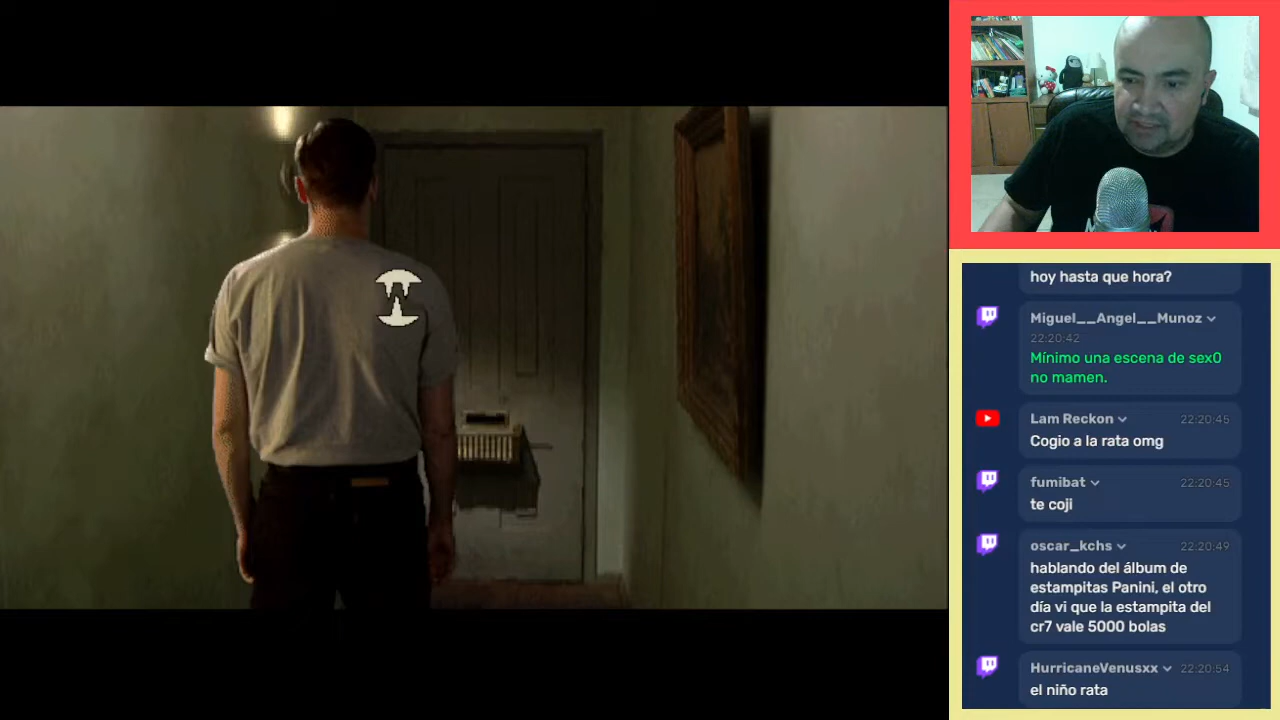 hoy hasta que hora?
Miguel__Angel__Munoz
22:20:42
Mínimo una escena de sex0
no mamen.
Lam Reckon 22:20:45
Cogio a la rata omg
fumibat 22:20:45
te coji
oscar_kchs 22:20:49
hablando del álbum de
estampitas Panini, el otro
día vi que la estampita del
cr7 vale 5000 bolas
HurricaneVenusxx 22:20:54
el niño rata